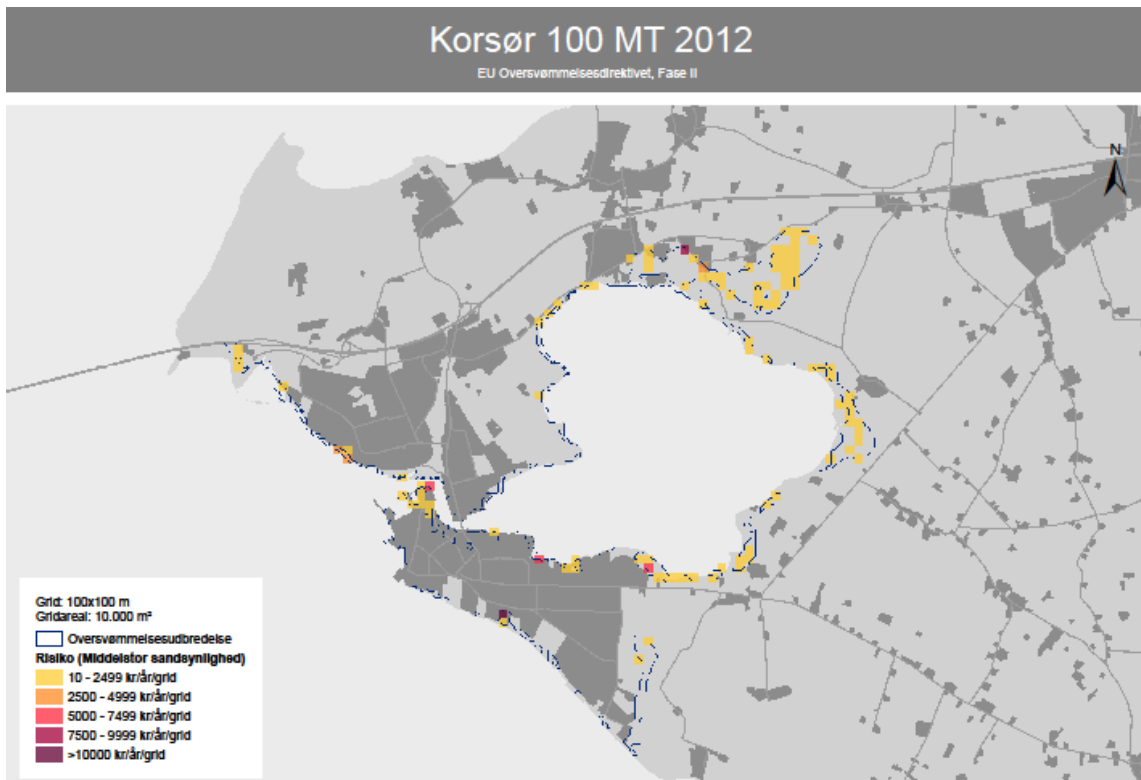 Korsør 100 MT 2012
EU Oversvømmelsesdirektivet, Fase II
N
Grid: 100x100 m
Gridareal: 10.000 m²
Oversvømmelsesudbredelse
Risiko (Middelstor sandsynlighed)
10 - 2499 kr/år/grid
2500 - 4999 kr/år/grid
5000 - 7499 kr/år/grid
7500 - 9999 kr/år/grid
>10000 kr/år/grid